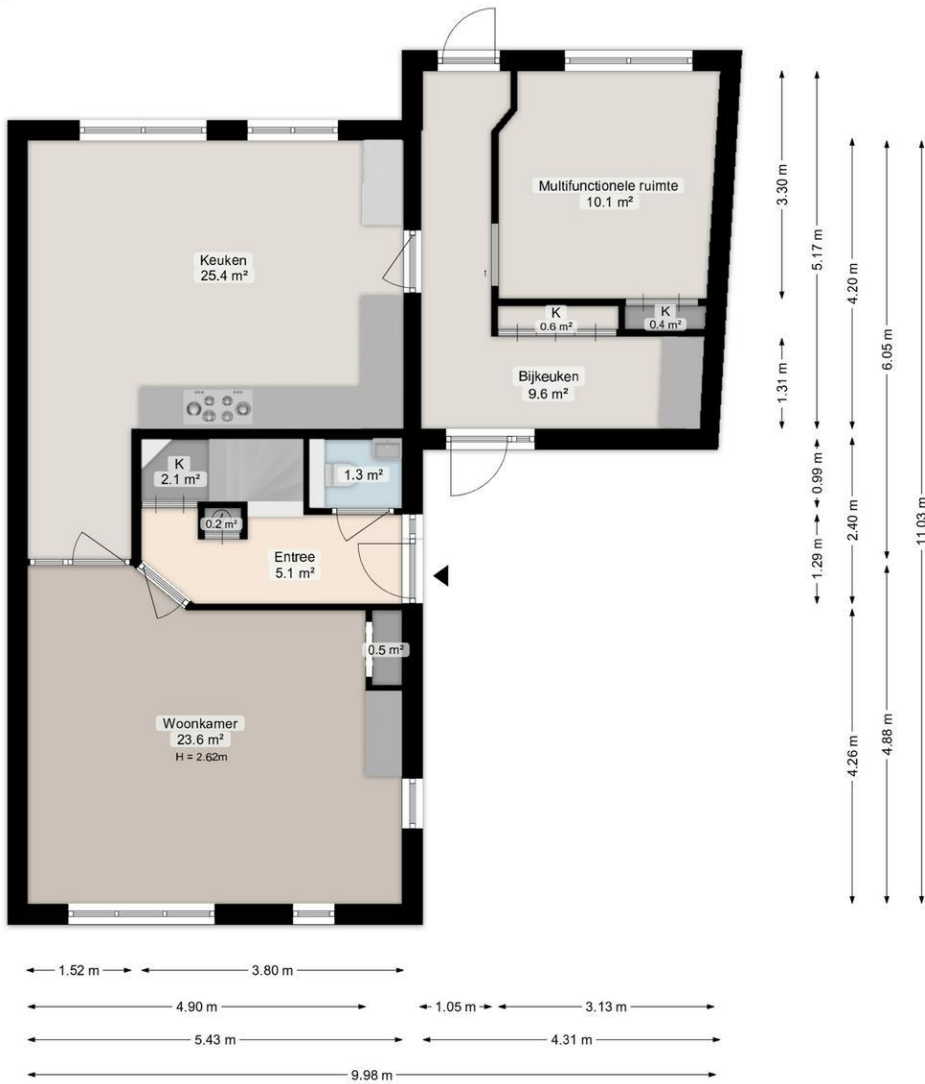 Multifunctionele ruimte
10.1 m²
Keuken
25.4 m²
K
0.6 m²
K
0.4 m²
Bijkeuken
9.6 m²
K
2.1 m²
1.3 m²
0.2 m²
Entree
5.1 m²
0.5 m²
Woonkamer
23.6 m²
H = 2.62m
3.30 m
5.17 m
4.20 m
6.05 m
11.03 m
1.31 m
0.99 m
2.40 m
1.29 m
4.26 m
4.88 m
1.52 m
3.80 m
4.90 m
1.05 m
3.13 m
5.43 m
4.31 m
9.98 m